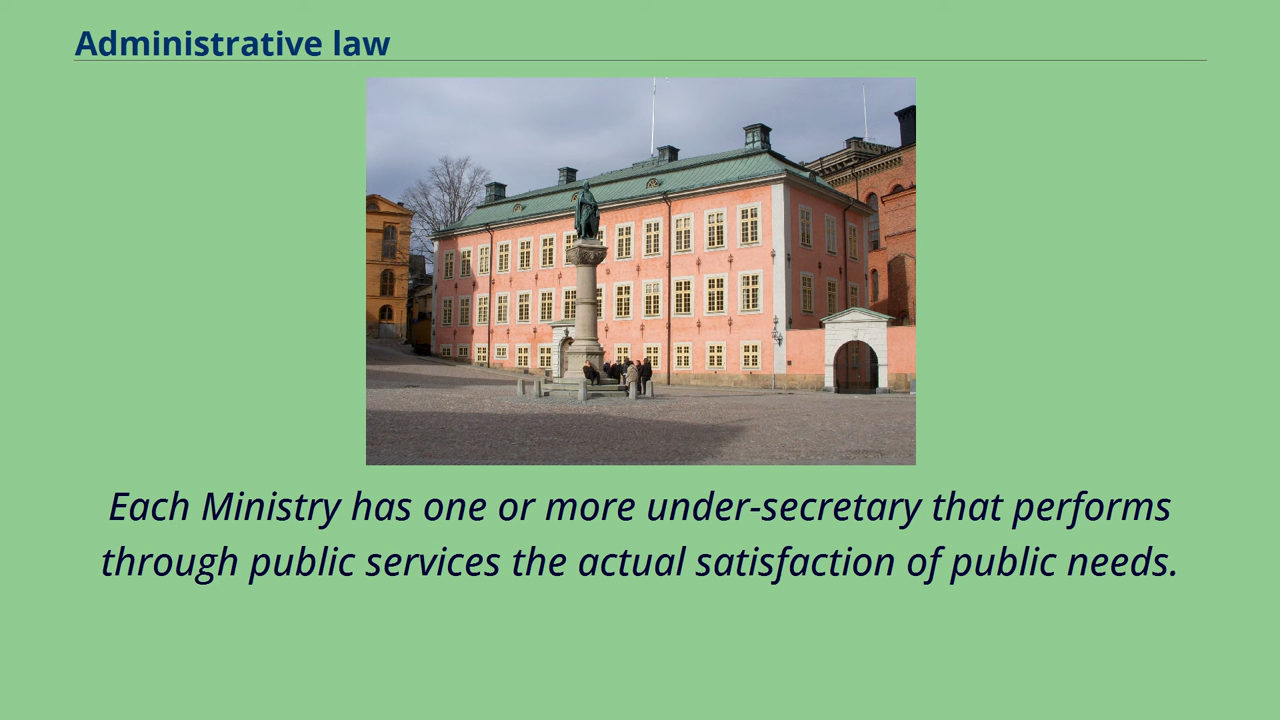 Administrative law
Each Ministry has one or more under-secretary that performs
through public services the actual satisfaction of public needs.